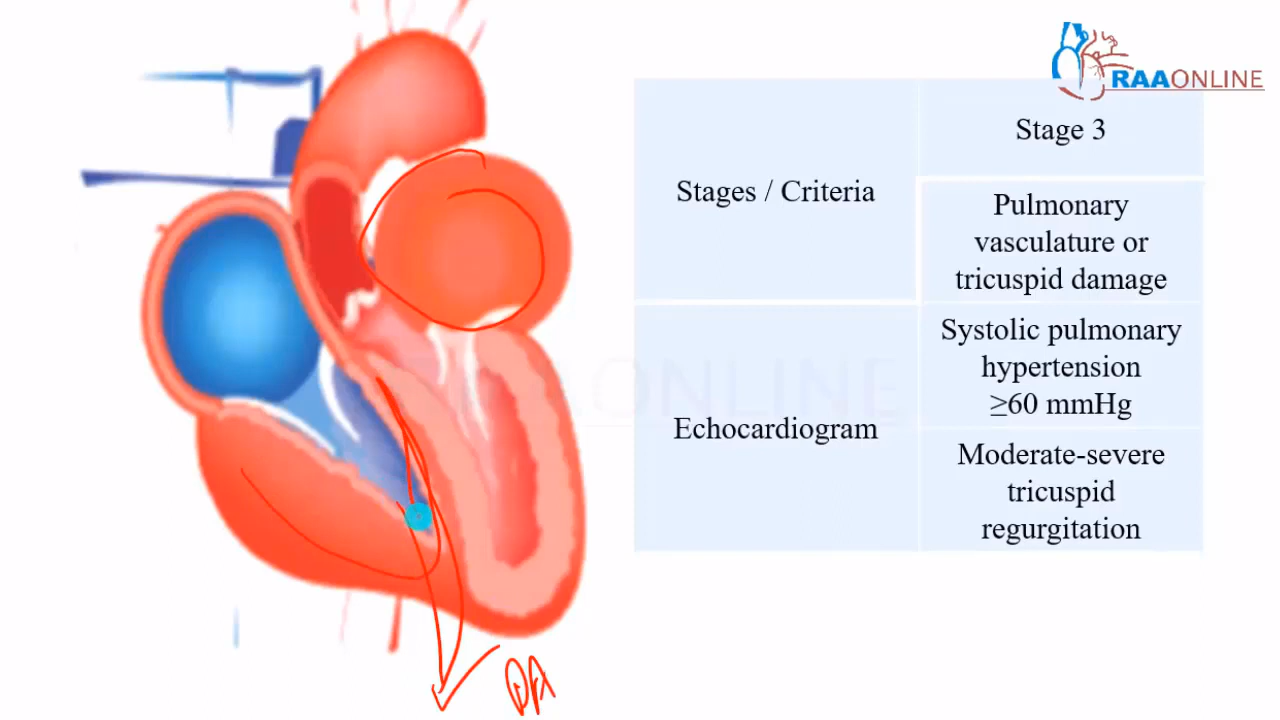 RAAONLINE
Stages / Criteria
Stage 3
Pulmonary
vasculature or
tricuspid damage
Echocardiogram
Systolic pulmonary
hypertension
≥60 mmHg
Moderate-severe
tricuspid
regurgitation